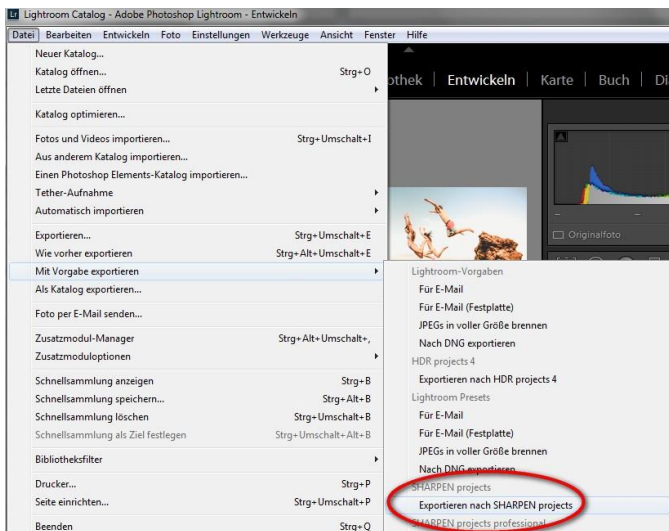 Lr Lightroom Catalog - Adobe Photoshop Lightroom - Entwickeln
Datei Bearbeiten Entwickeln Foto Einstellungen Werkzeuge Ansicht Fenster Hilfe
Neuer Katalog...
Katalog öffnen... Strg+O
Letzte Dateien öffnen
Katalog optimieren...
Fotos und Videos importieren... Strg+Umschalt+I
Aus anderem Katalog importieren...
Einen Photoshop Elements-Katalog importieren...
Tether-Aufnahme
Automatisch importieren
Exportieren... Strg+Umschalt+E
Wie vorher exportieren Strg+Alt+Umschalt+E
Mit Vorgabe exportieren
Als Katalog exportieren...
Foto per E-Mail senden...
Zusatzmodul-Manager Strg+Alt+Umschalt+,
Zusatzmoduloptionen
Schnellsammlung anzeigen Strg+B
Schnellsammlung speichern... Strg+Alt+B
Schnellsammlung löschen Strg+Umschalt+B
Schnellsammlung als Ziel festlegen Strg+Umschalt+Alt+B
Bibliotheksfilter
Drucker... Strg+P
Seite einrichten... Strg+Umschalt+P
Beenden Strg+Q
othek | Entwickeln | Karte | Buch | Di
Originalfoto
Lightroom-Vorgaben
Für E-Mail
Für E-Mail (Festplatte)
JPEGs in voller Größe brennen
Nach DNG exportieren
HDR projects 4
Exportieren nach HDR projects 4
Lightroom Presets
Für E-Mail
Für E-Mail (Festplatte)
JPEGs in voller Größe brennen
Nach DNG exportieren
SHARPEN projects
Exportieren nach SHARPEN projects
SHARPEN projects professional